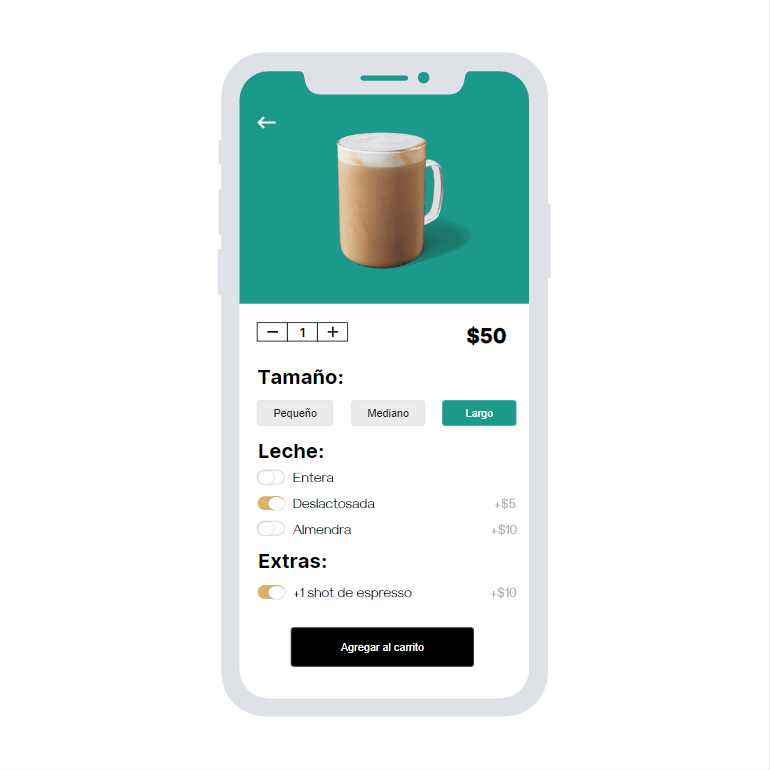 − 1 + $50
Tamaño:
Pequeño Mediano Largo
Leche:
Entera
Deslactosada +$5
Almendra +$10
Extras:
+1 shot de espresso +$10
Agregar al carrito